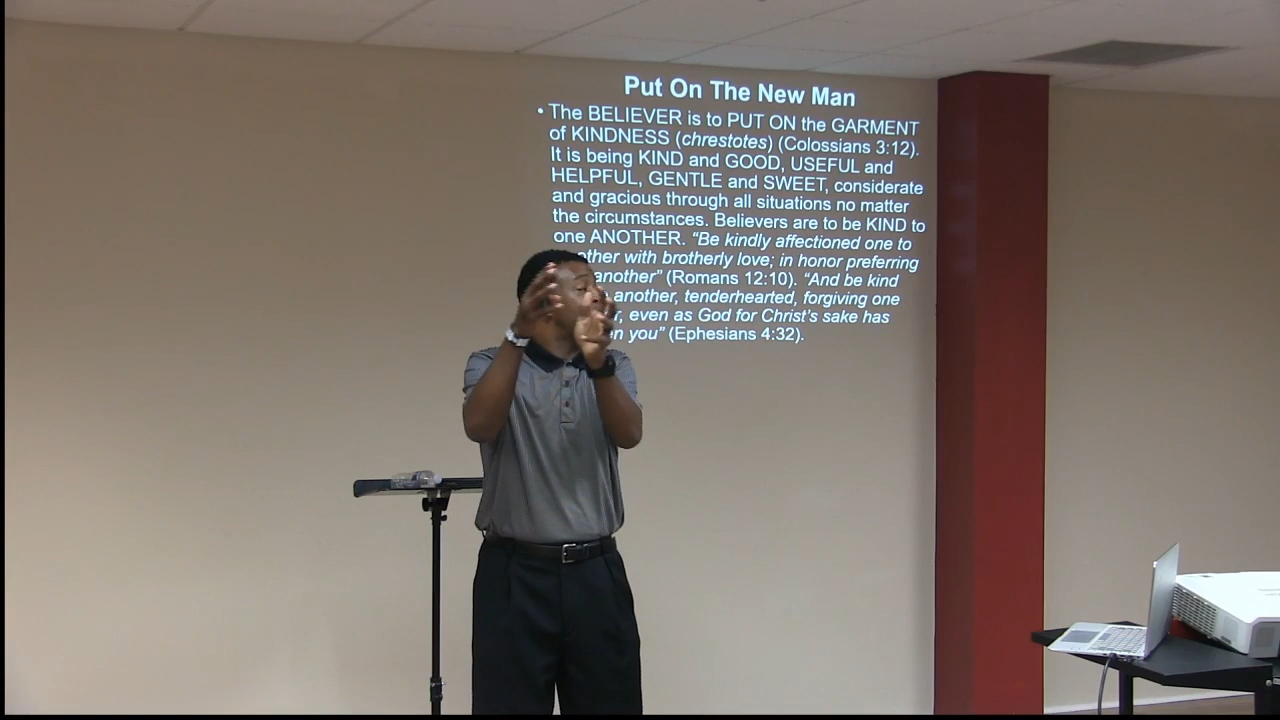 Put On The New Man
• The BELIEVER is to PUT ON the GARMENT
of KINDNESS (chrestotes) (Colossians 3:12).
It is being KIND and GOOD, USEFUL and
HELPFUL, GENTLE and SWEET, considerate
and gracious through all situations no matter
the circumstances. Believers are to be KIND to
one ANOTHER. “Be kindly affectioned one to
other with brotherly love; in honor preferring
another” (Romans 12:10). “And be kind
another, tenderhearted, forgiving one
even as God for Christ’s sake has
you” (Ephesians 4:32).